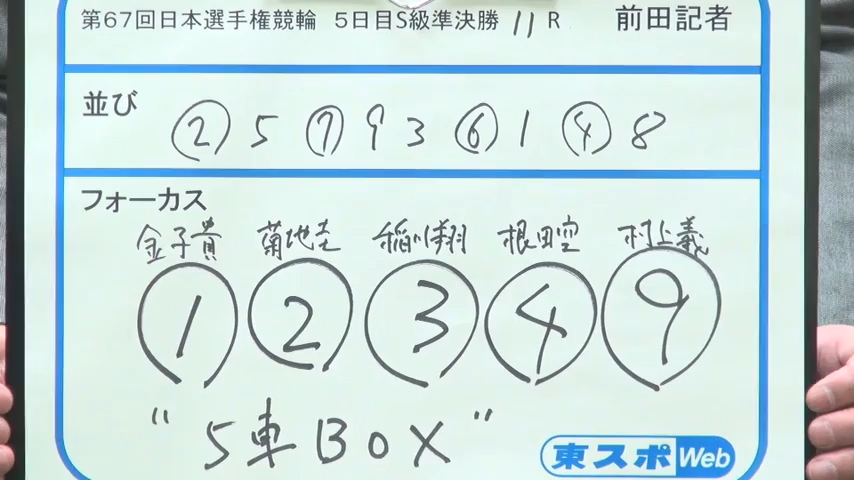 第67回日本選手権競輪 5日目S級準決勝 11 R 前田記者
並び
② 5 ⑦ 9 3 ⑥ 1 ④ 8
フォーカス
金子貴 菊地圭 稲川翔 根田空 村上義
① ② ③ ④ ⑨
"5車BOX"
東スポWeb